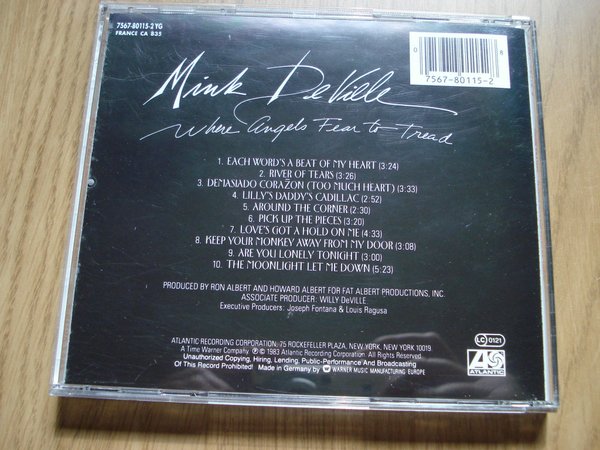 7567-80115-2 YG
FRANCE CA 835
0 8
7567-80115-2
Mink DeVille
Where Angels Fear to Tread
1. EACH WORD'S A BEAT OF MY HEART (3:24)
2. RIVER OF TEARS (3:26)
3. DEMASIADO CORAZON (TOO MUCH HEART) (3:33)
4. LILLY'S DADDY'S CADILLAC (2:52)
5. AROUND THE CORNER (2:30)
6. PICK UP THE PIECES (3:20)
7. LOVE'S GOT A HOLD ON ME (4:33)
8. KEEP YOUR MONKEY AWAY FROM MY DOOR (3:08)
9. ARE YOU LONELY TONIGHT (3:00)
10. THE MOONLIGHT LET ME DOWN (5:23)
PRODUCED BY RON ALBERT AND HOWARD ALBERT FOR FAT ALBERT PRODUCTIONS, INC.
ASSOCIATE PRODUCER: WILLY DeVILLE
Executive Producers: Joseph Fontana & Louis Ragusa
ATLANTIC RECORDING CORPORATION: 75 ROCKEFELLER PLAZA, NEW YORK, NEW YORK 10019.
A Time Warner Company ℗ © 1983 Atlantic Recording Corporation. All Rights Reserved.
Unauthorized Copying, Hiring, Lending, Public-Performance And Broadcasting
Of This Record Prohibited! Made in Germany by WARNER MUSIC MANUFACTURING EUROPE
LC 0121
ATLANTIC